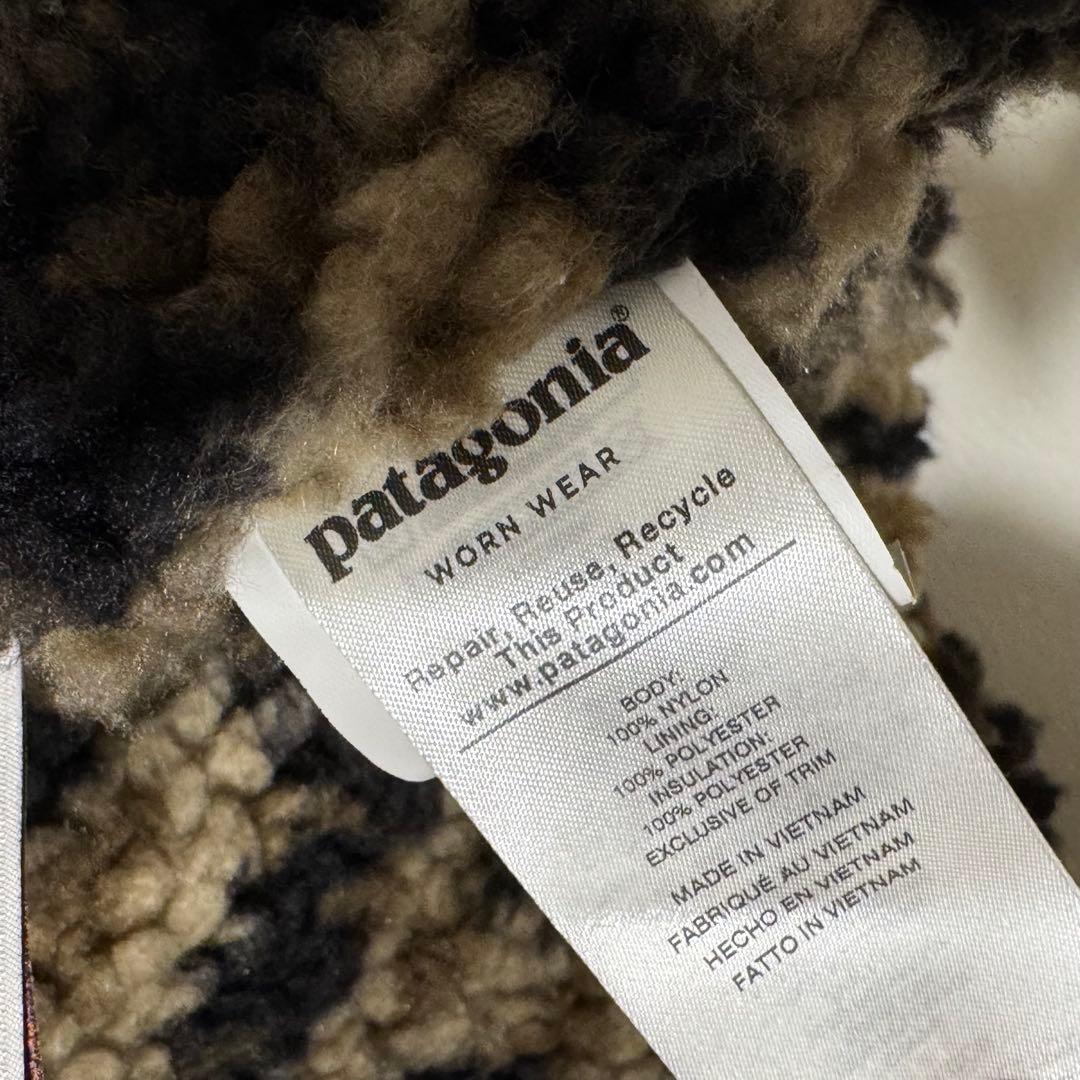 patagonia®
WORN WEAR
Repair, Reuse, Recycle
This Product
www.patagonia.com
BODY:
100% NYLON
LINING:
100% POLYESTER
INSULATION:
100% POLYESTER
EXCLUSIVE OF TRIM
MADE IN VIETNAM
FABRIQUÉ AU VIETNAM
HECHO EN VIETNAM
FATTO IN VIETNAM